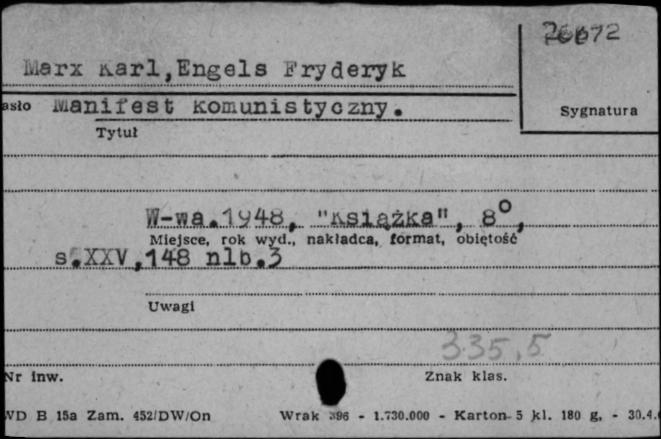 Marx Karl,Engels Fryderyk
asło Manifest Komunistyczny.
Sygnatura
Tytuł
W-wa.1948, "Książka", 8°,
Miejsce, rok wyd., nakładca, format, objętość
s.XXV,148 nlb.3
Uwagi
335,5
Nr inw.
Znak klas.
WD B 15a Zam. 452/DW/On Wrak 396 - 1.730.000 - Karton 5 kl. 180 g, - 30.4.